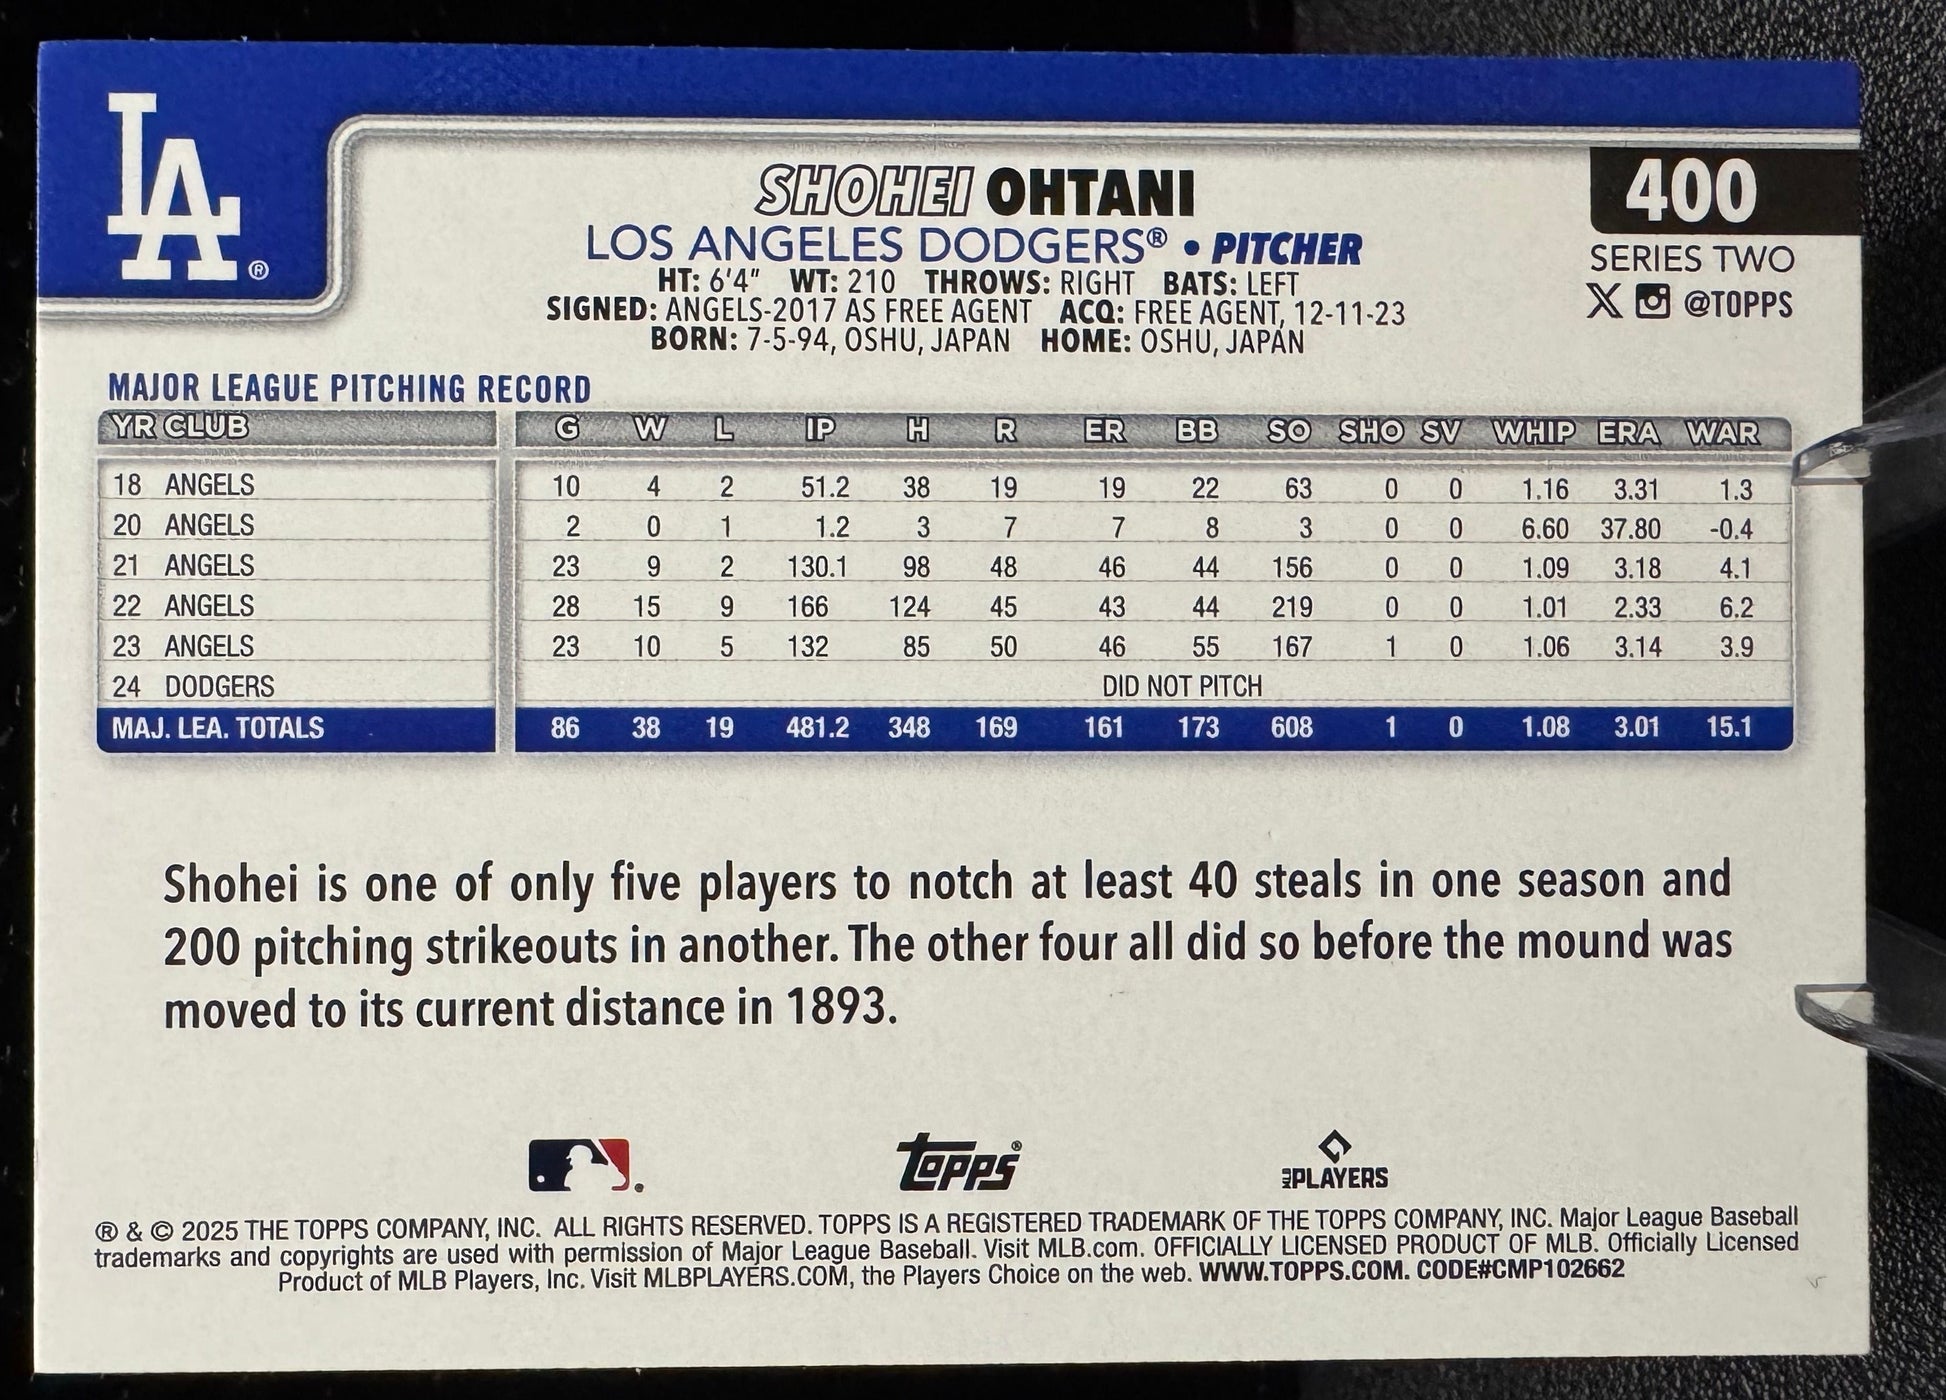 LA®
SHOHEI OHTANI
400
LOS ANGELES DODGERS® • PITCHER
SERIES TWO
HT: 6'4" WT: 210 THROWS: RIGHT BATS: LEFT
@TOPPS
SIGNED: ANGELS-2017 AS FREE AGENT ACQ: FREE AGENT, 12-11-23
BORN: 7-5-94, OSHU, JAPAN HOME: OSHU, JAPAN
MAJOR LEAGUE PITCHING RECORD
YR CLUB G W L IP H R ER BB SO SHO SV WHIP ERA WAR
18 ANGELS 10 4 2 51.2 38 19 19 22 63 0 0 1.16 3.31 1.3
20 ANGELS 2 0 1 1.2 3 7 7 8 3 0 0 6.60 37.80 -0.4
21 ANGELS 23 9 2 130.1 98 48 46 44 156 0 0 1.09 3.18 4.1
22 ANGELS 28 15 9 166 124 45 43 44 219 0 0 1.01 2.33 6.2
23 ANGELS 23 10 5 132 85 50 46 55 167 1 0 1.06 3.14 3.9
24 DODGERS DID NOT PITCH
MAJ. LEA. TOTALS 86 38 19 481.2 348 169 161 173 608 1 0 1.08 3.01 15.1
Shohei is one of only five players to notch at least 40 steals in one season and
200 pitching strikeouts in another. The other four all did so before the mound was
moved to its current distance in 1893.
Topps®
MLB PLAYERS
® & © 2025 THE TOPPS COMPANY, INC. ALL RIGHTS RESERVED. TOPPS IS A REGISTERED TRADEMARK OF THE TOPPS COMPANY, INC. Major League Baseball
trademarks and copyrights are used with permission of Major League Baseball. Visit MLB.com. OFFICIALLY LICENSED PRODUCT OF MLB. Officially Licensed
Product of MLB Players, Inc. Visit MLBPLAYERS.COM, the Players Choice on the web. WWW.TOPPS.COM. CODE#CMP102662